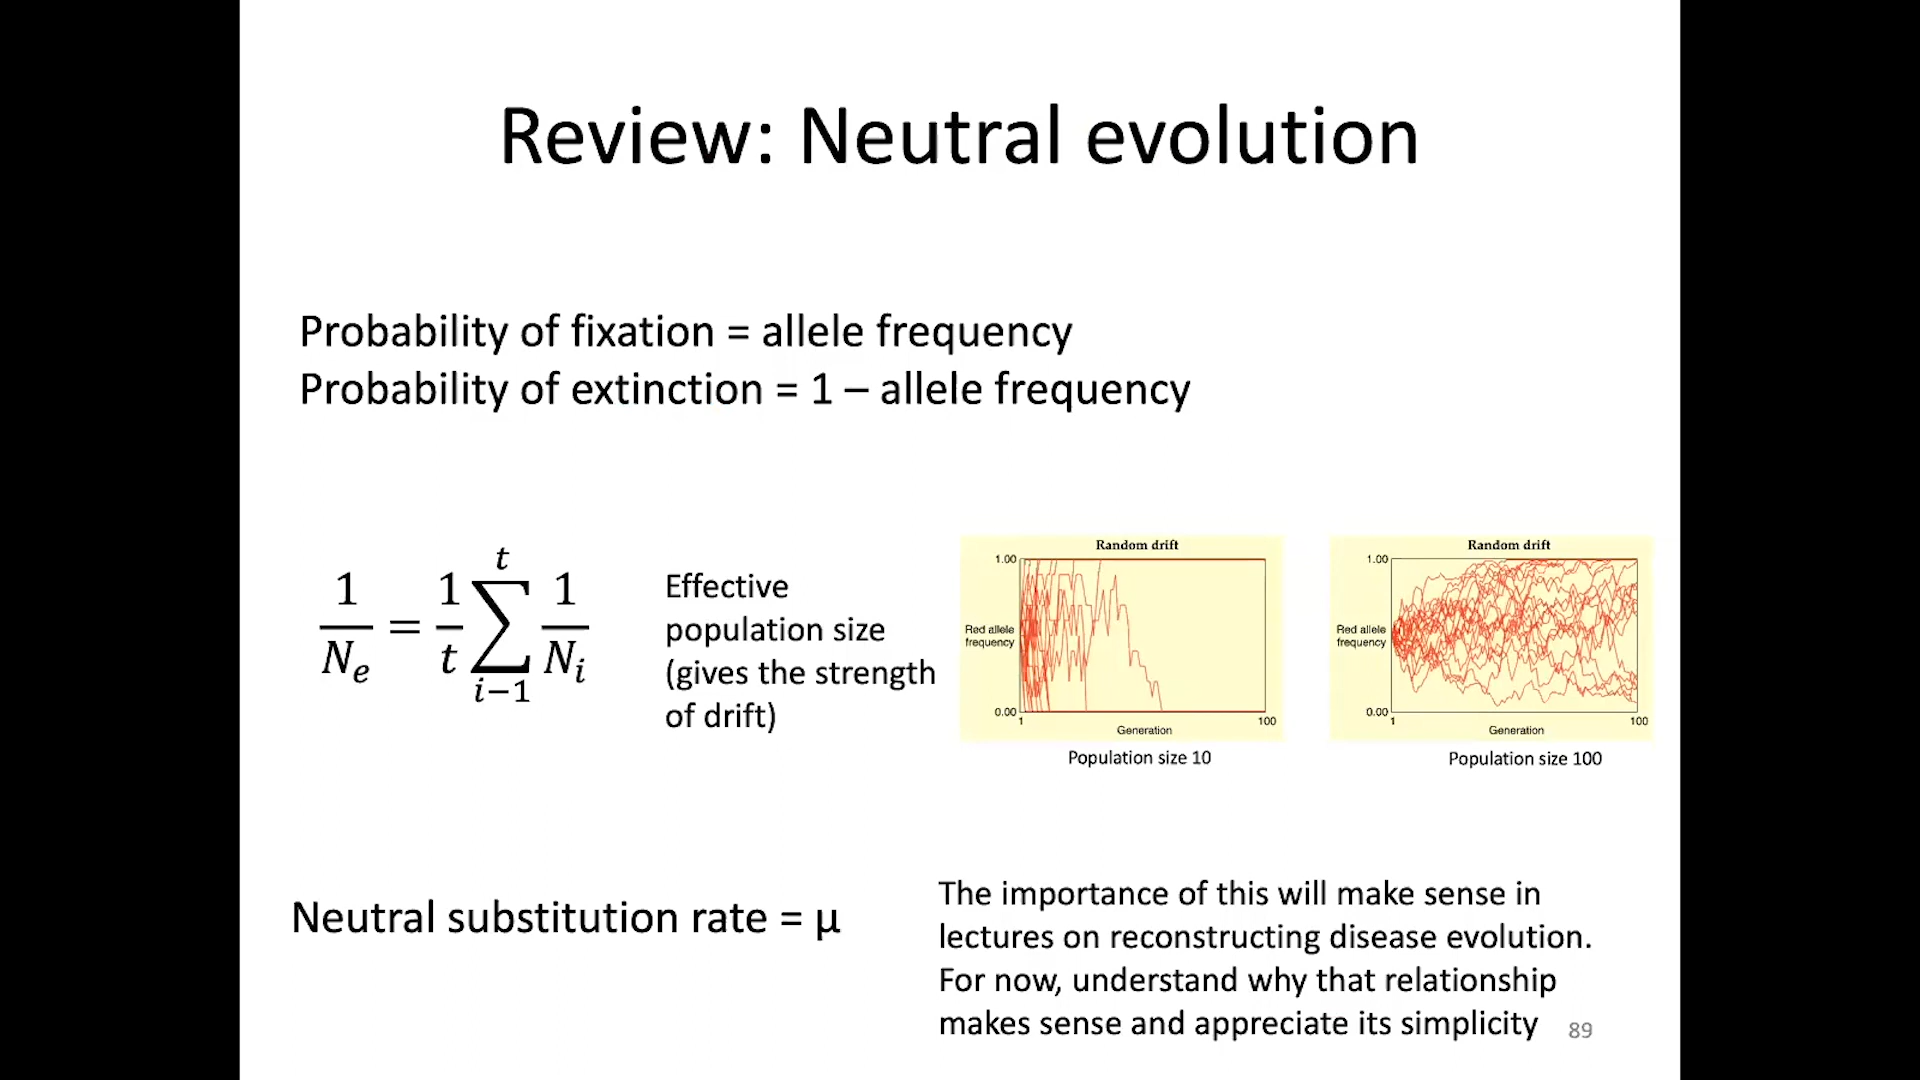 Review: Neutral evolution
Probability of fixation = allele frequency
Probability of extinction = 1 – allele frequency
1/Nₑ = 1/t ∑ᵗᵢ₋₁ 1/Nᵢ
Effective
population size
(gives the strength
of drift)
Random drift
1.00
Red allele
frequency
0.00
1
100
Generation
Population size 10
Random drift
1.00
Red allele
frequency
0.00
1
100
Generation
Population size 100
Neutral substitution rate = μ
The importance of this will make sense in
lectures on reconstructing disease evolution.
For now, understand why that relationship
makes sense and appreciate its simplicity
89